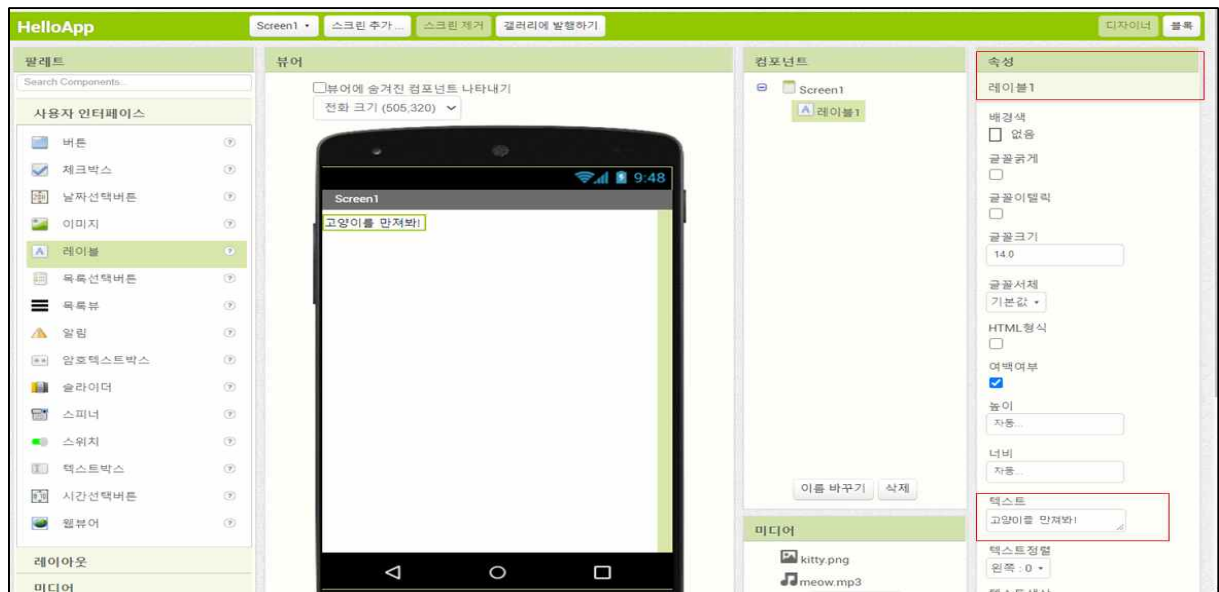 HelloApp
Screen1
스크린 추가...
스크린 제거
갤러리에 발행하기
디자이너
블록
팔레트
Search Components...
사용자 인터페이스
버튼
체크박스
날짜선택버튼
이미지
레이블
목록선택버튼
목록뷰
알림
암호텍스트박스
슬라이더
스피너
스위치
텍스트박스
시간선택버튼
웹뷰어
레이아웃
미디어
뷰어
뷰어에 숨겨진 컴포넌트 나타내기
전화 크기 (505,320)
9:48
Screen1
고양이를 만져봐!
컴포넌트
Screen1
레이블1
이름 바꾸기
삭제
미디어
kitty.png
meow.mp3
속성
레이블1
배경색
없음
글꼴굵게
글꼴이탤릭
글꼴크기
14.0
글꼴서체
기본값
HTML형식
여백여부
높이
자동...
너비
자동...
텍스트
고양이를 만져봐!
텍스트정렬
왼쪽 : 0